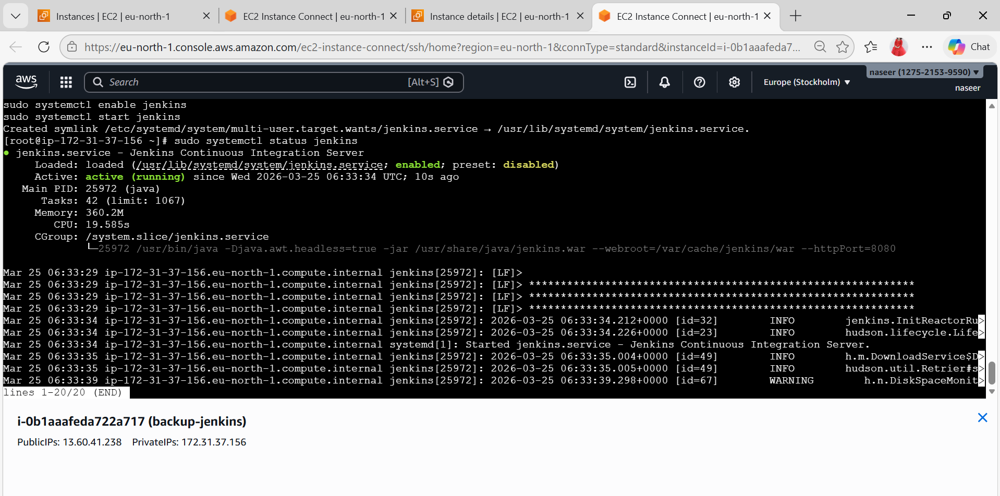 Instances | EC2 | eu-north-1
EC2 Instance Connect | eu-north-1
Instance details | EC2 | eu-north-1
EC2 Instance Connect | eu-north-1
https://eu-north-1.console.aws.amazon.com/ec2-instance-connect/ssh/home?region=eu-north-1&connType=standard&instanceId=i-0b1aaafeda7...
Chat
aws
Search
[Alt+S]
Europe (Stockholm)
naseer (1275-2153-9590)
naseer
sudo systemctl enable jenkins
sudo systemctl start jenkins
Created symlink /etc/systemd/system/multi-user.target.wants/jenkins.service → /usr/lib/systemd/system/jenkins.service.
[root@ip-172-31-37-156 ~]# sudo systemctl status jenkins
● jenkins.service - Jenkins Continuous Integration Server
Loaded: loaded (/usr/lib/systemd/system/jenkins.service; enabled; preset: disabled)
Active: active (running) since Wed 2026-03-25 06:33:34 UTC; 10s ago
Main PID: 25972 (java)
Tasks: 42 (limit: 1067)
Memory: 360.2M
CPU: 19.585s
CGroup: /system.slice/jenkins.service
└─25972 /usr/bin/java -Djava.awt.headless=true -jar /usr/share/java/jenkins.war --webroot=/var/cache/jenkins/war --httpPort=8080
Mar 25 06:33:29 ip-172-31-37-156.eu-north-1.compute.internal jenkins[25972]: [LF]>
Mar 25 06:33:29 ip-172-31-37-156.eu-north-1.compute.internal jenkins[25972]: [LF]> *************************************************************
Mar 25 06:33:29 ip-172-31-37-156.eu-north-1.compute.internal jenkins[25972]: [LF]> *************************************************************
Mar 25 06:33:29 ip-172-31-37-156.eu-north-1.compute.internal jenkins[25972]: [LF]> *************************************************************
Mar 25 06:33:34 ip-172-31-37-156.eu-north-1.compute.internal jenkins[25972]: 2026-03-25 06:33:34.212+0000 [id=32] INFO jenkins.InitReactorRu>
Mar 25 06:33:34 ip-172-31-37-156.eu-north-1.compute.internal jenkins[25972]: 2026-03-25 06:33:34.226+0000 [id=23] INFO hudson.lifecycle.Life>
Mar 25 06:33:34 ip-172-31-37-156.eu-north-1.compute.internal systemd[1]: Started jenkins.service - Jenkins Continuous Integration Server.
Mar 25 06:33:35 ip-172-31-37-156.eu-north-1.compute.internal jenkins[25972]: 2026-03-25 06:33:35.004+0000 [id=49] INFO h.m.DownloadService$D>
Mar 25 06:33:35 ip-172-31-37-156.eu-north-1.compute.internal jenkins[25972]: 2026-03-25 06:33:35.005+0000 [id=49] INFO hudson.util.Retrier#s>
Mar 25 06:33:39 ip-172-31-37-156.eu-north-1.compute.internal jenkins[25972]: 2026-03-25 06:33:39.298+0000 [id=67] WARNING h.n.DiskSpaceMonit>
lines 1-20/20 (END)
i-0b1aaafeda722a717 (backup-jenkins)
PublicIPs: 13.60.41.238 PrivateIPs: 172.31.37.156